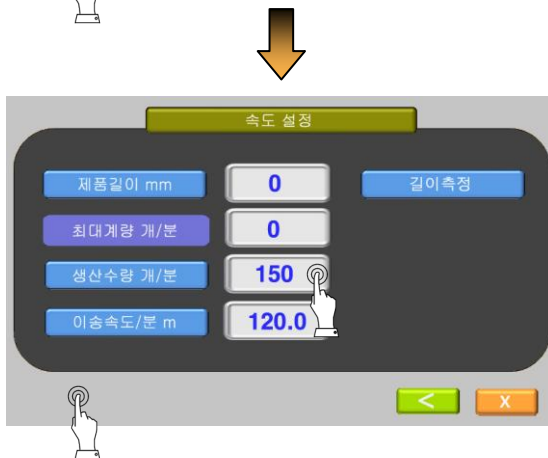 속도 설정
제품길이 mm 0 길이측정
최대계량 개/분 0
생산수량 개/분 150
이송속도/분 m 120.0
< X